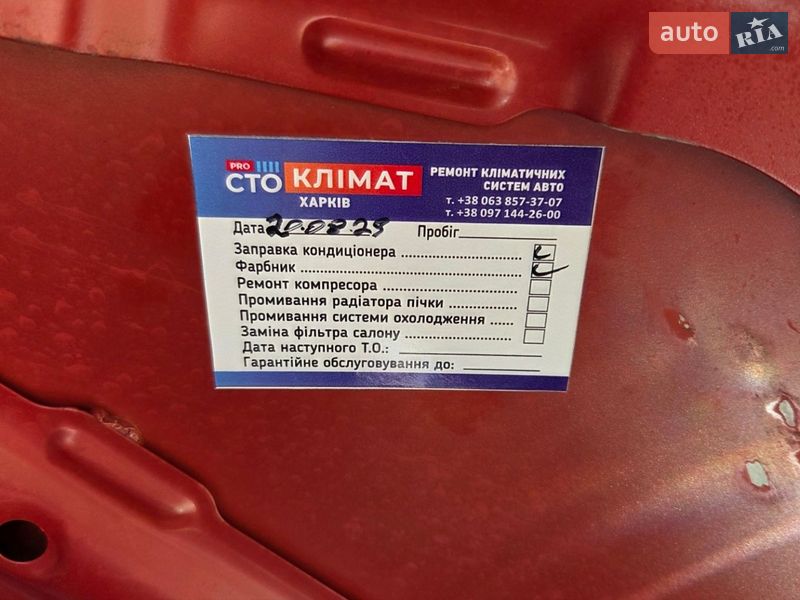 auto RIA .com
PRO
СТО КЛІМАТ
ХАРКІВ
РЕМОНТ КЛІМАТИЧНИХ
СИСТЕМ АВТО
т. +38 063 857-37-07
т. +38 097 144-26-00
Дата 20.08.25 Пробіг
Заправка кондиціонера
Фарбник
Ремонт компресора
Промивання радіатора пічки
Промивання системи охолодження
Заміна фільтра салону
Дата наступного Т.О.:
Гарантійне обслуговування до: